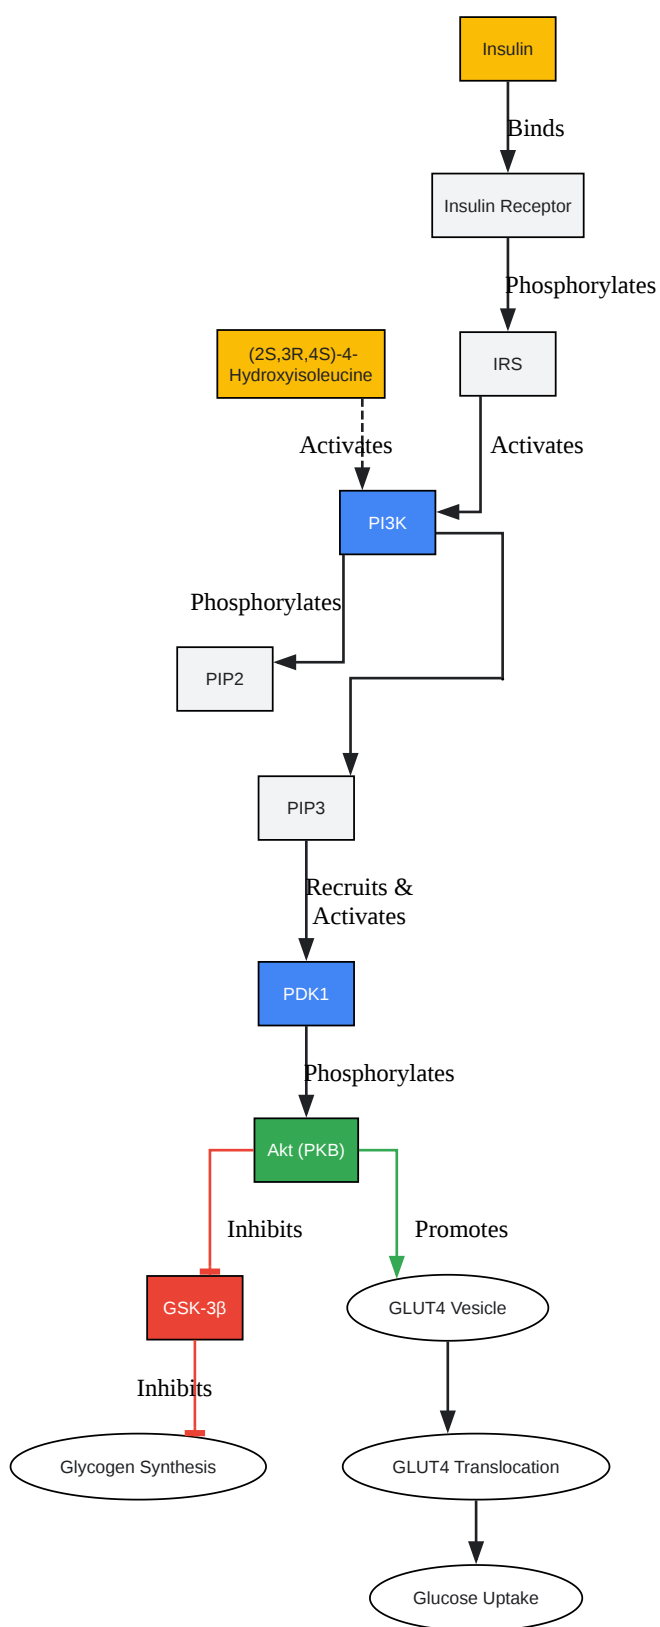 Insulin
Binds
Insulin Receptor
Phosphorylates
(2S,3R,4S)-4-
Hydroxyisoleucine
IRS
Activates
Activates
PI3K
Phosphorylates
PIP2
PIP3
Recruits &
Activates
PDK1
Phosphorylates
Akt (PKB)
Inhibits
Promotes
GSK-3β
GLUT4 Vesicle
Inhibits
Glycogen Synthesis
GLUT4 Translocation
Glucose Uptake